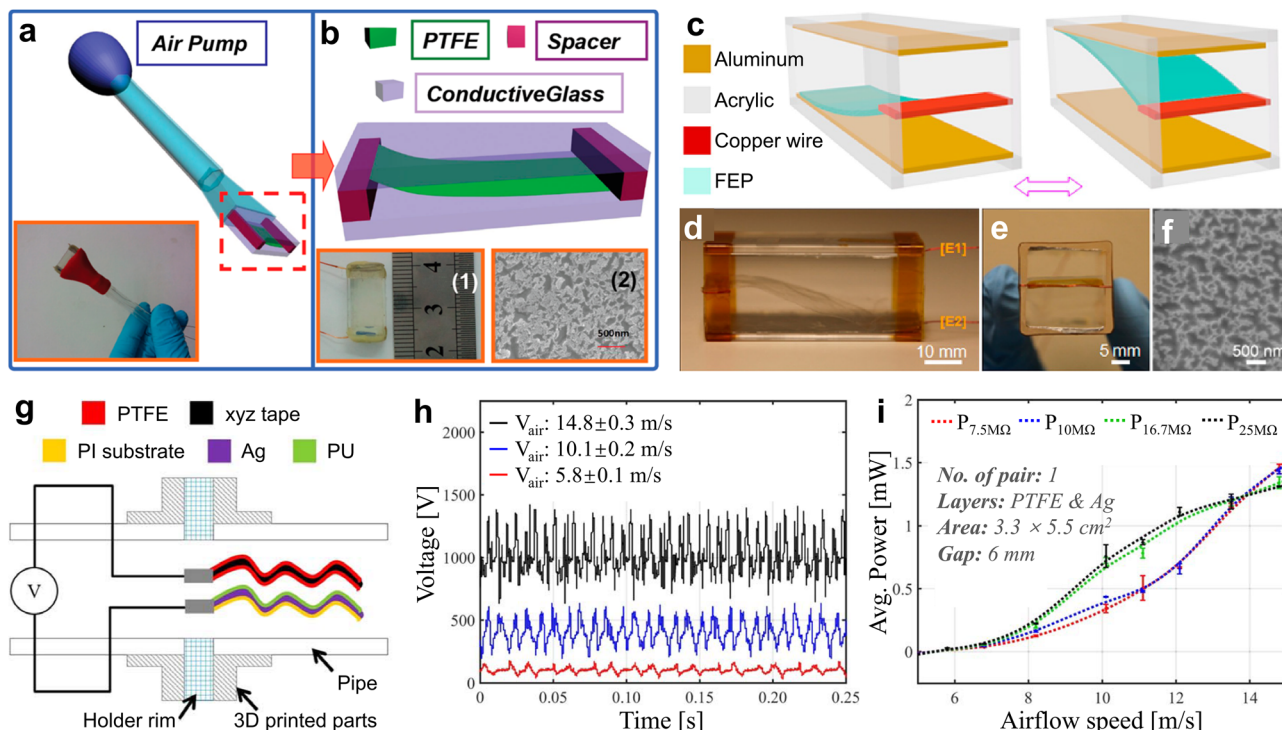 a
Air Pump
b
PTFE
Spacer
ConductiveGlass
(1)
4
3
2
(2)
500nm
c
Aluminum
Acrylic
Copper wire
FEP
d
[E1]
[E2]
10 mm
e
5 mm
f
500 nm
g
PTFE
xyz tape
PI substrate
Ag
PU
V
Pipe
Holder rim
3D printed parts
h
Vair: 14.8±0.3 m/s
Vair: 10.1±0.2 m/s
Vair: 5.8±0.1 m/s
Voltage [V]
2000
1500
1000
500
0
0
0.05
0.10
0.15
0.20
0.25
Time [s]
i
P7.5MΩ
P10MΩ
P16.7MΩ
P25MΩ
No. of pair: 1
Layers: PTFE & Ag
Area: 3.3 × 5.5 cm2
Gap: 6 mm
Avg. Power [mW]
2
1.5
1
0.5
0
6
8
10
12
14
Airflow speed [m/s]